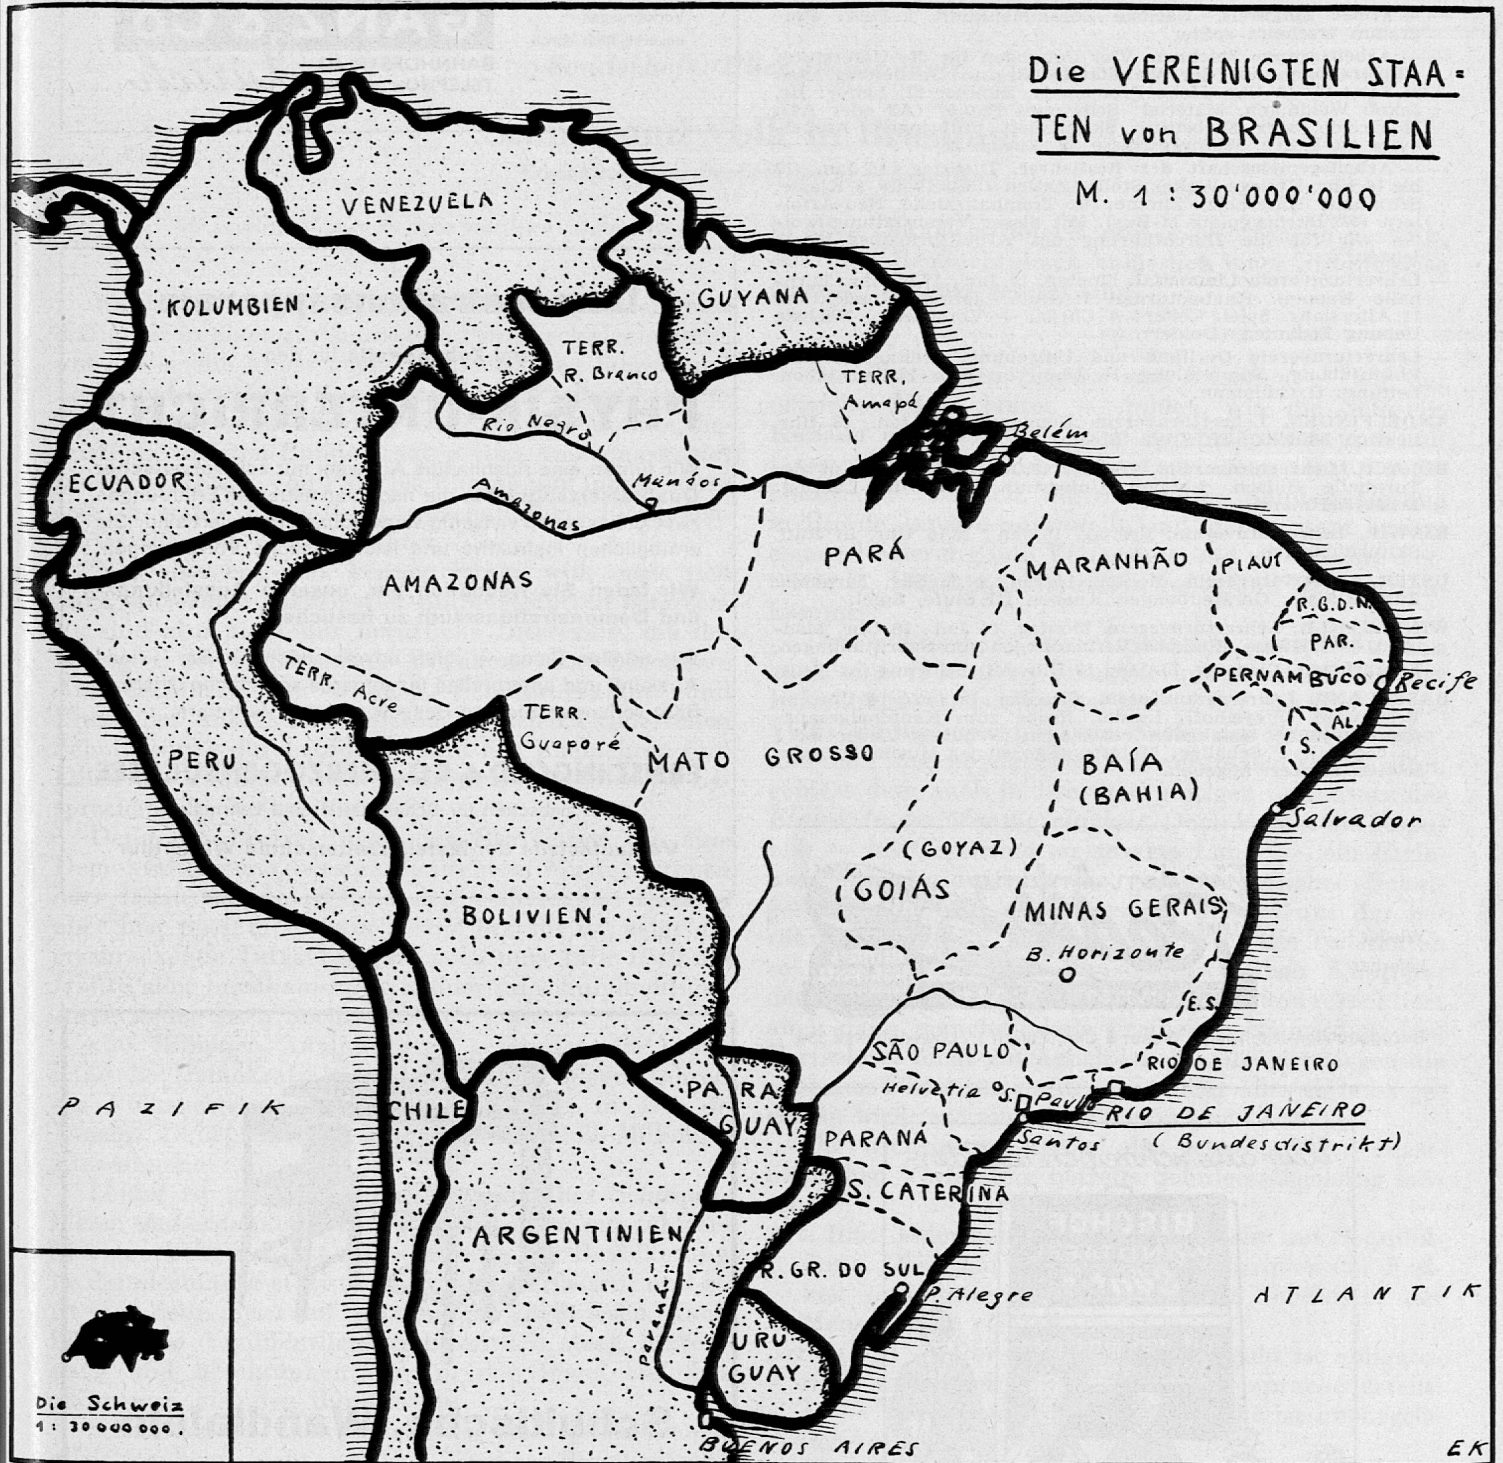 Die VEREINIGTEN STAA=
TEN von BRASILIEN
M. 1 : 30'000'000
VENEZUELA
KOLUMBIEN
GUYANA
TERR.
R. Branco
TERR.
Amapá
Rio Negro
Belém
ECUADOR
Manáos
Amazonas
AMAZONAS
PARÁ
MARANHÃO
PIAUÍ
R.G.D.N.
PAR.
PERNAMBUCO
Recife
TERR. Acre
TERR.
Guaporé
AL.
S.
PERU
MATO GROSSO
BAÍA
(BAHIA)
Salvador
(GOYAZ)
GOIÁS
MINAS GERAIS
B. Horizonte
BOLIVIEN
E.S.
SÃO PAULO
RIO DE JANEIRO
Helvetia
S. Paulo
PAZIFIK
CHILE
PARA
GUAY
RIO DE JANEIRO
(Bundesdistrikt)
Santos
PARANÁ
S. CATERINA
ARGENTINIEN
R. GR. DO SUL
P. Alegre
ATLANTIK
Paraná
URU
GUAY
Die Schweiz
1 : 30 000 000.
BUENOS AIRES
EK